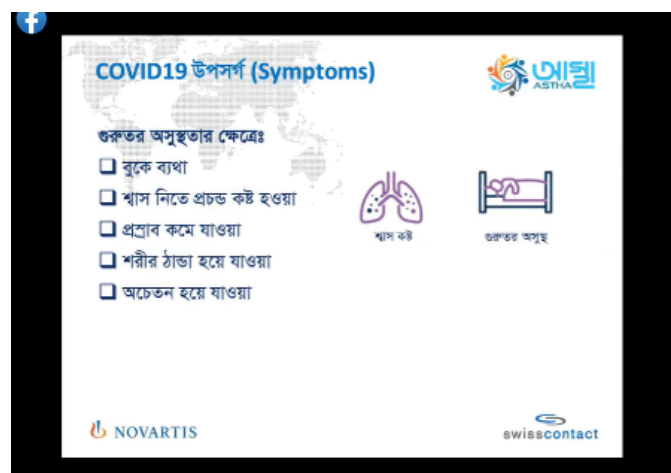 COVID19 উপসর্গ (Symptoms)
আস্থা
ASTHA
গুরুতর অসুস্থতার ক্ষেত্রেঃ
বুকে ব্যথা
শ্বাস নিতে প্রচন্ড কষ্ট হওয়া
প্রস্রাব কমে যাওয়া
শরীর ঠান্ডা হয়ে যাওয়া
অচেতন হয়ে যাওয়া
শ্বাস কষ্ট
গুরুতর অসুস্থ
NOVARTIS
swisscontact